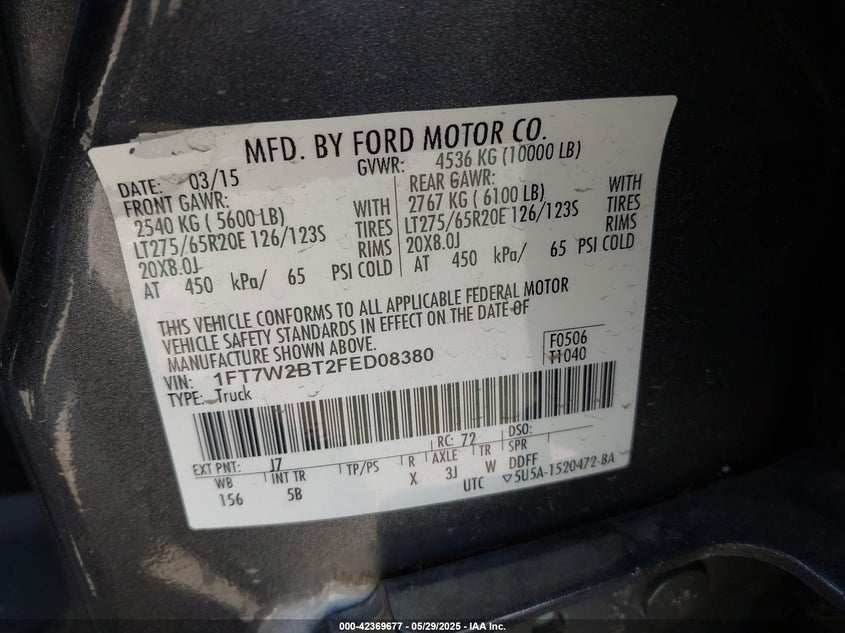 MFD. BY FORD MOTOR CO.
DATE: 03/15 GVWR: 4536 KG (10000 LB)
FRONT GAWR: REAR GAWR:
2540 KG ( 5600 LB) WITH 2767 KG ( 6100 LB) WITH
LT275/65R20E 126/123S TIRES LT275/65R20E 126/123S TIRES
20X8.0J RIMS 20X8.0J RIMS
AT 450 kPa/ 65 PSI COLD AT 450 kPa/ 65 PSI COLD
THIS VEHICLE CONFORMS TO ALL APPLICABLE FEDERAL MOTOR
VEHICLE SAFETY STANDARDS IN EFFECT ON THE DATE OF
MANUFACTURE SHOWN ABOVE.
VIN: 1FT7W2BT2FED08380 F0506
TYPE: Truck T1040
EXT PNT: J7 RC: 72 DSO:
WB INT TR TP/PS R AXLE TR SPR
156 5B X 3J W DDFF
UTC ▽5U5A-1520472-BA
000-42369677 — 05/29/2025 — IAA Inc.